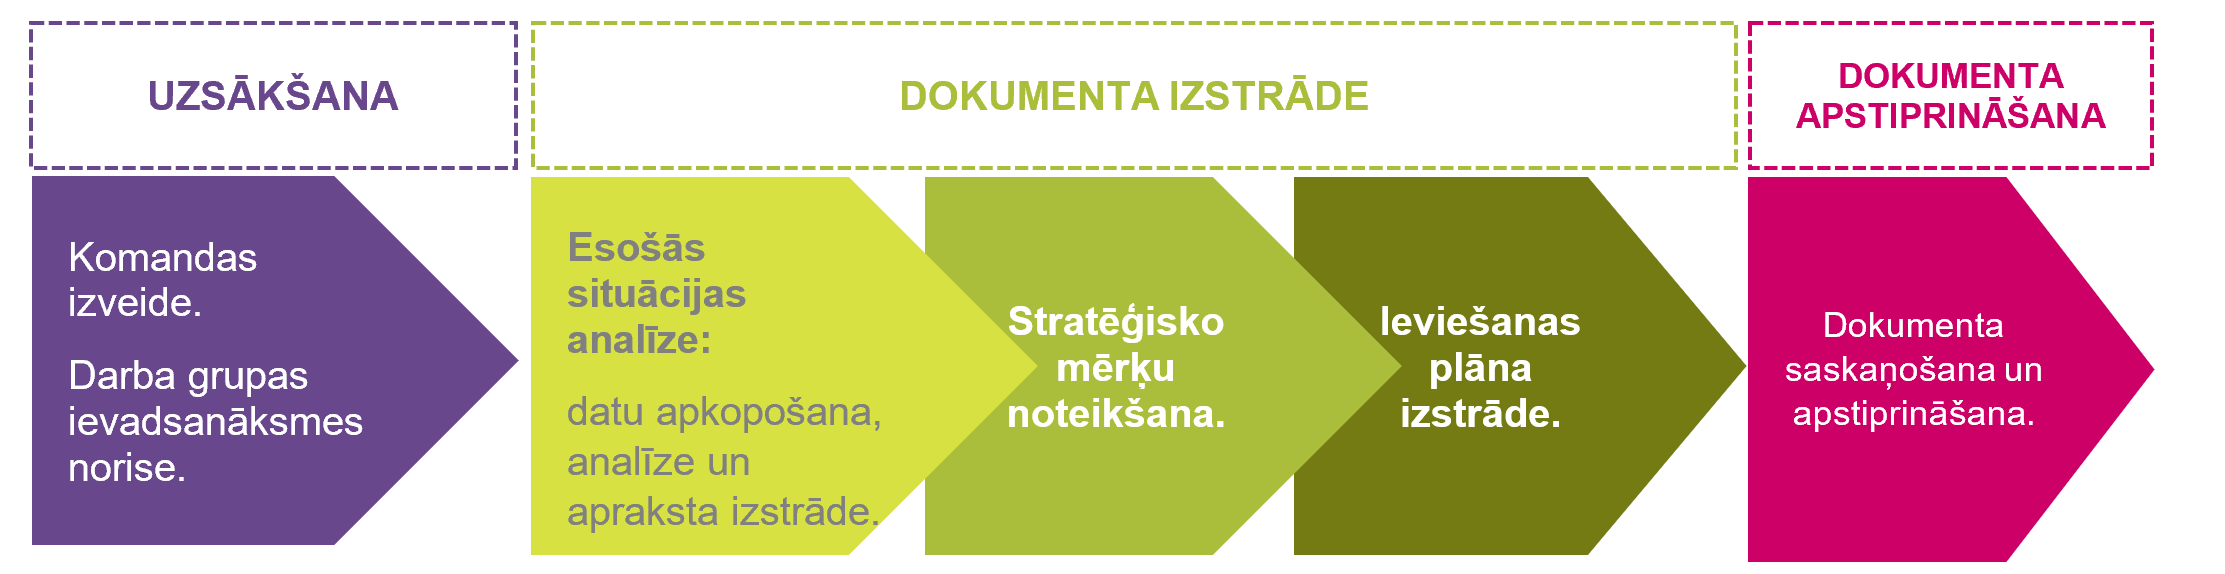 UZSĀKŠANA
DOKUMENTA IZSTRĀDE
DOKUMENTA
APSTIPRINĀŠANA
Komandas
izveide.
Darba grupas
ievadsanāksmes
norise.
Esošās
situācijas
analīze:
datu apkopošana,
analīze un
apraksta izstrāde.
Stratēģisko
mērķu
noteikšana.
Ieviešanas
plāna
izstrāde.
Dokumenta
saskaņošana un
apstiprināšana.